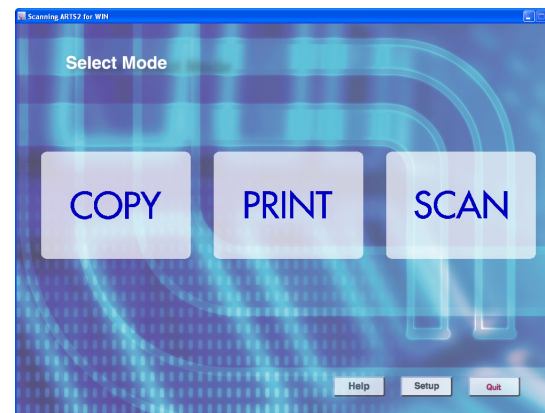 Scanning ARTS2 for WIN
Select Mode
COPY PRINT SCAN
Help Setup Quit